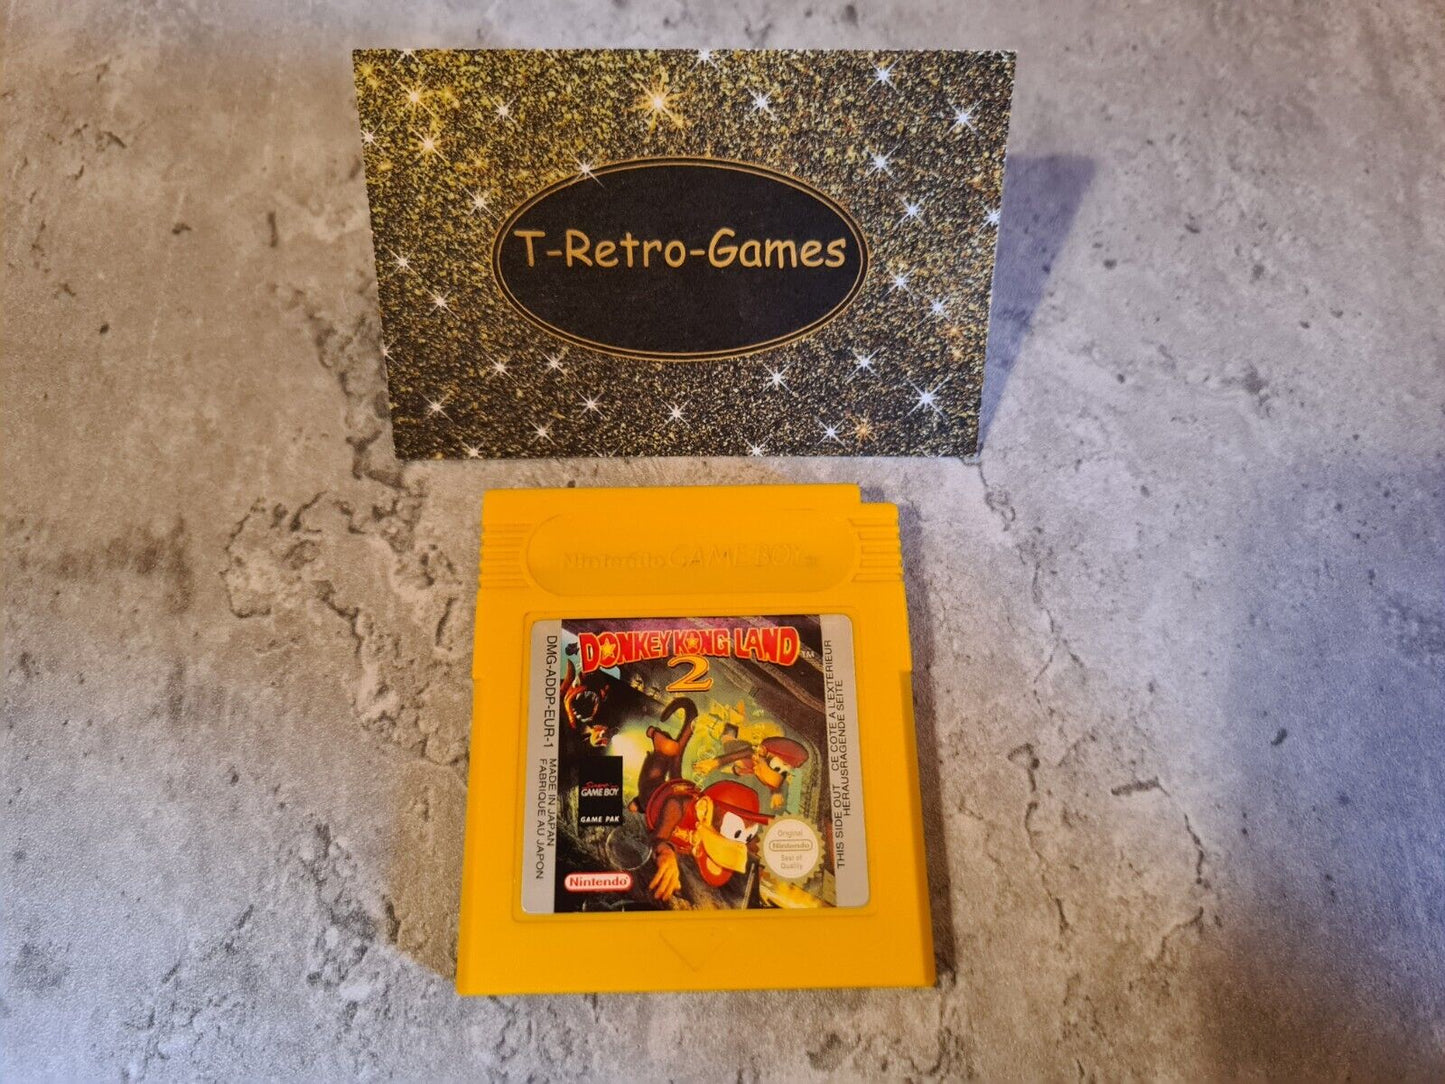 T-Retro-Games
Nintendo GAME BOY
DONKEY KONG LAND
2
TM
DMG-ADDP-EUR-1
MADE IN JAPAN
FABRIQUE AU JAPON
GAME BOY
GAME PAK
Nintendo
Original
Nintendo
Seal of
Quality
THIS SIDE OUT CE COTE A L'EXTERIEUR
HERAUSRAGENDE SEITE